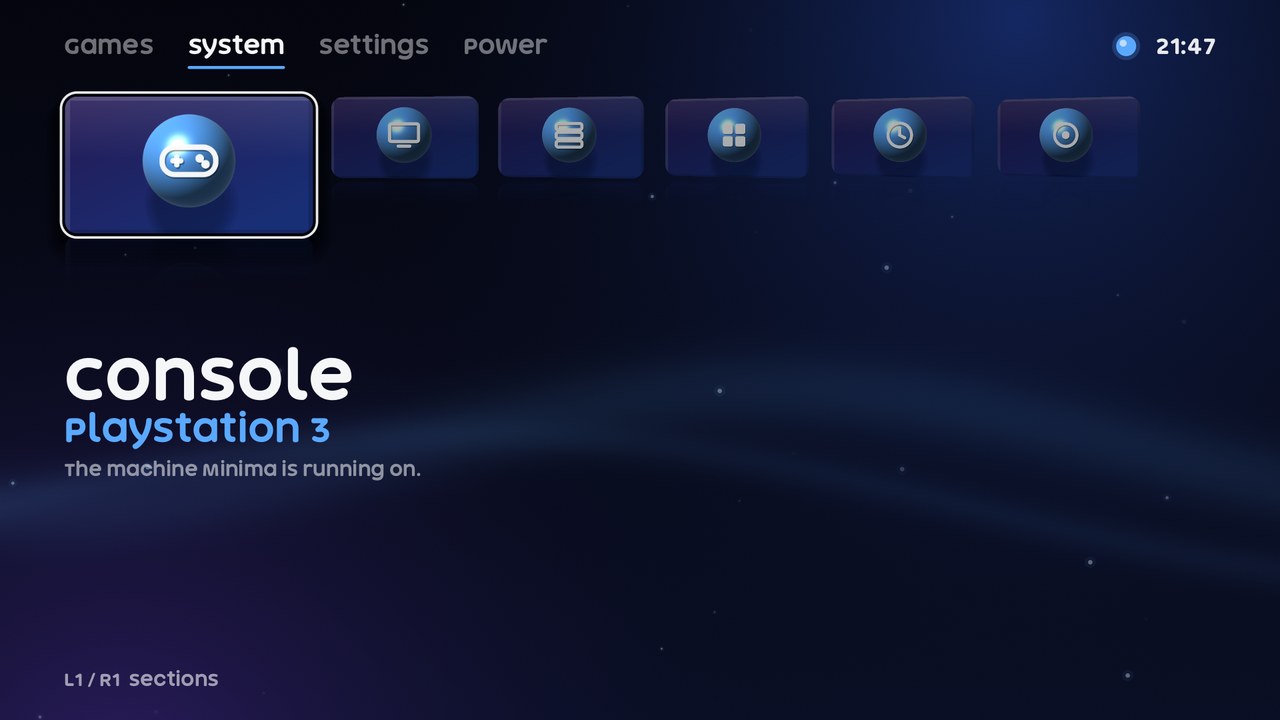 Games system settings Power 21:47
console
Playstation 3
The machine Minima is running on.
L1 / R1 sections